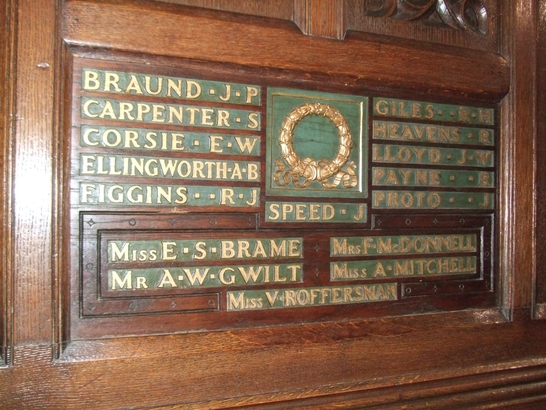 BRAUND·J·P
CARPENTER·S
CORSIE·E·W
ELLINGWORTH·A·B
FIGGINS·R·J
SPEED·J
GILES·E·H
HEAVENS·R
LLOYD·J·W
PAYNE·E
PROTO·J
MISS E·S·BRAME
MR A·W·GWILT
MRS F·MCDONNELL
MISS A·MITCHELL
MISS V·ROFFERSMAN